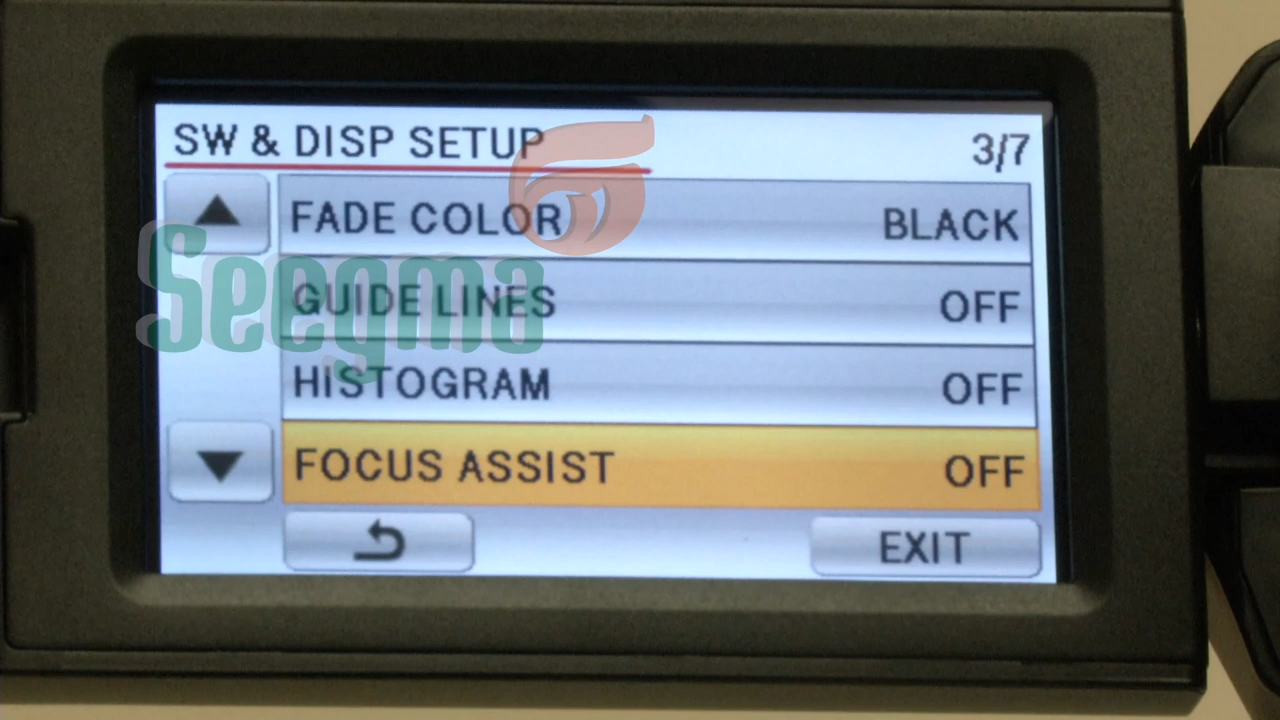 SW & DISP SETUP 3/7
FADE COLOR BLACK
GUIDE LINES OFF
HISTOGRAM OFF
FOCUS ASSIST OFF
EXIT
Seegma